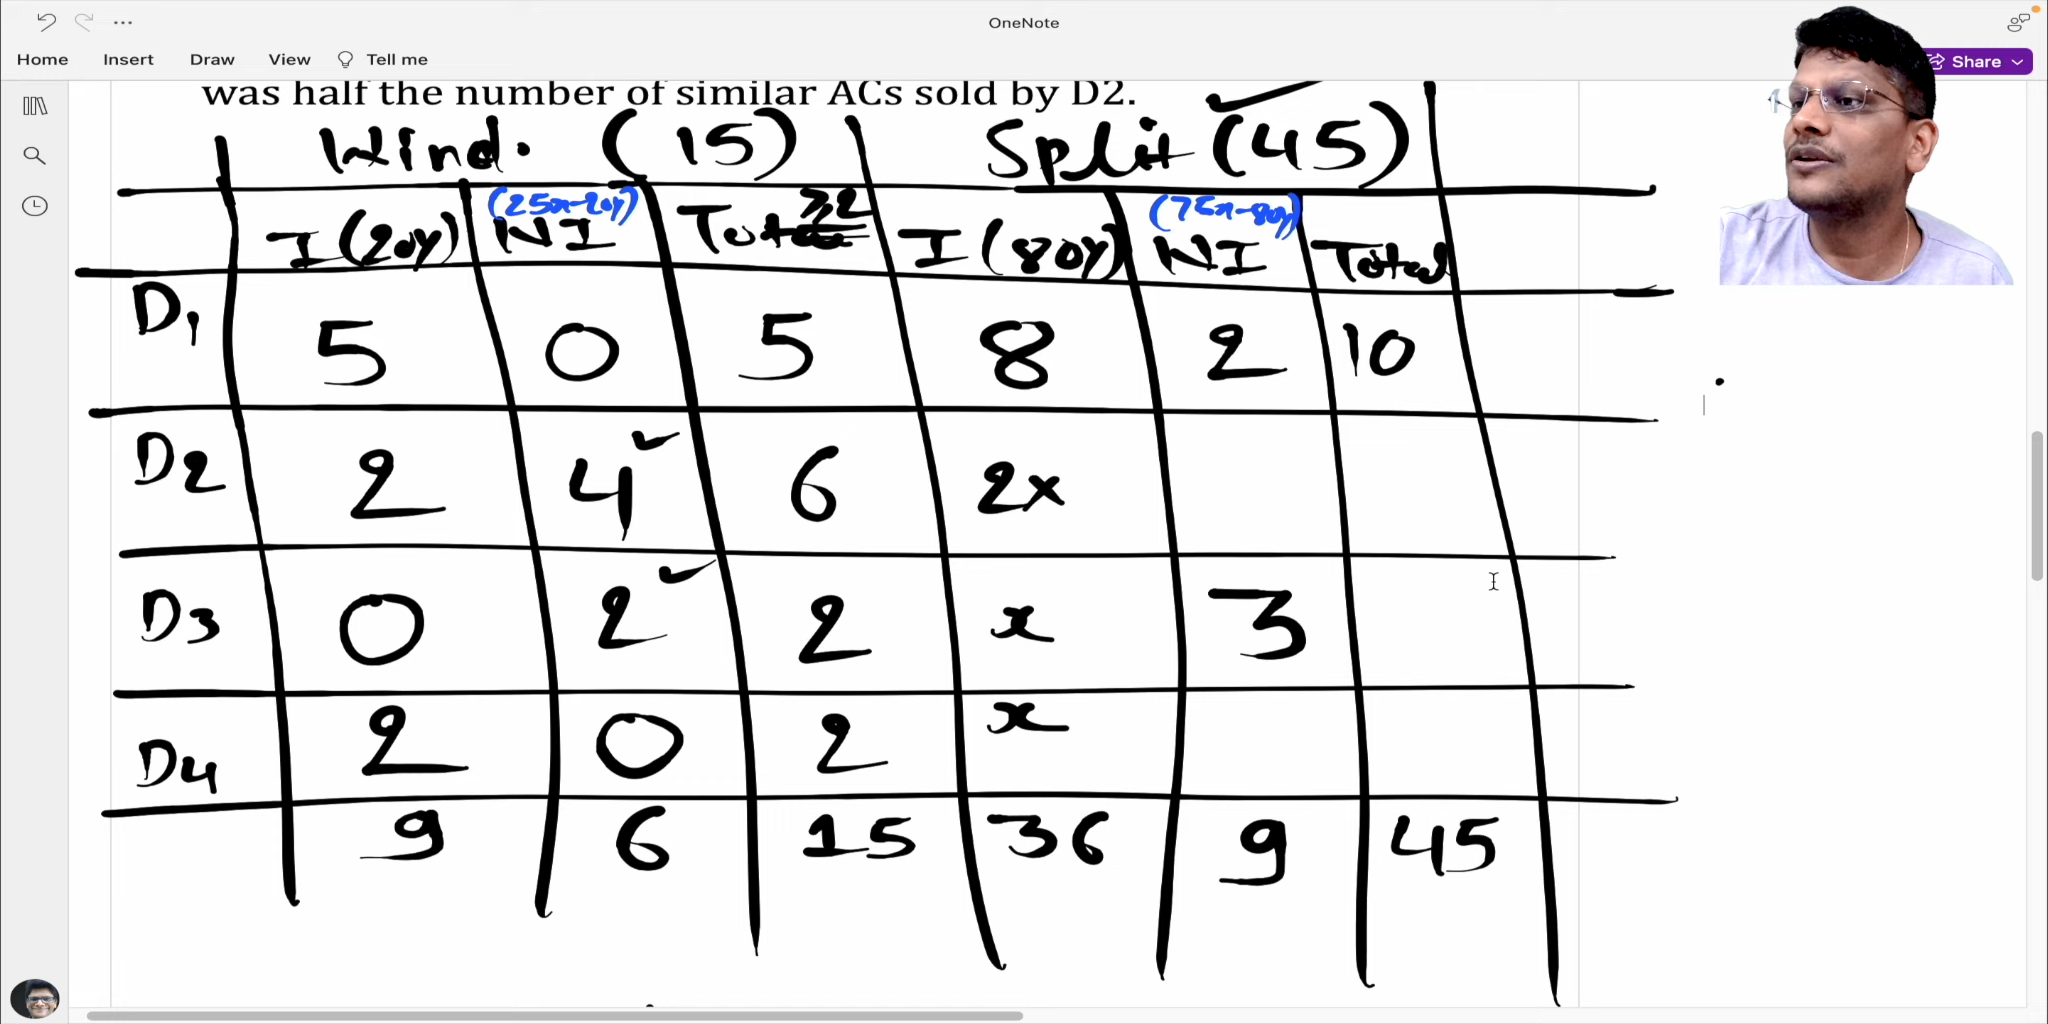 OneNote
Home Insert Draw View Tell me Share
was half the number of similar ACs sold by D2.
Wind. (15) Split (45)
(25x-20y) ≥2 (75x-80y)
I (20y) NI Total I (80y) NI Total
D1 5 0 5 8 2 10
D2 2 4 6 2x
D3 0 2 2 x 3
D4 2 0 2 x
9 6 15 36 9 45